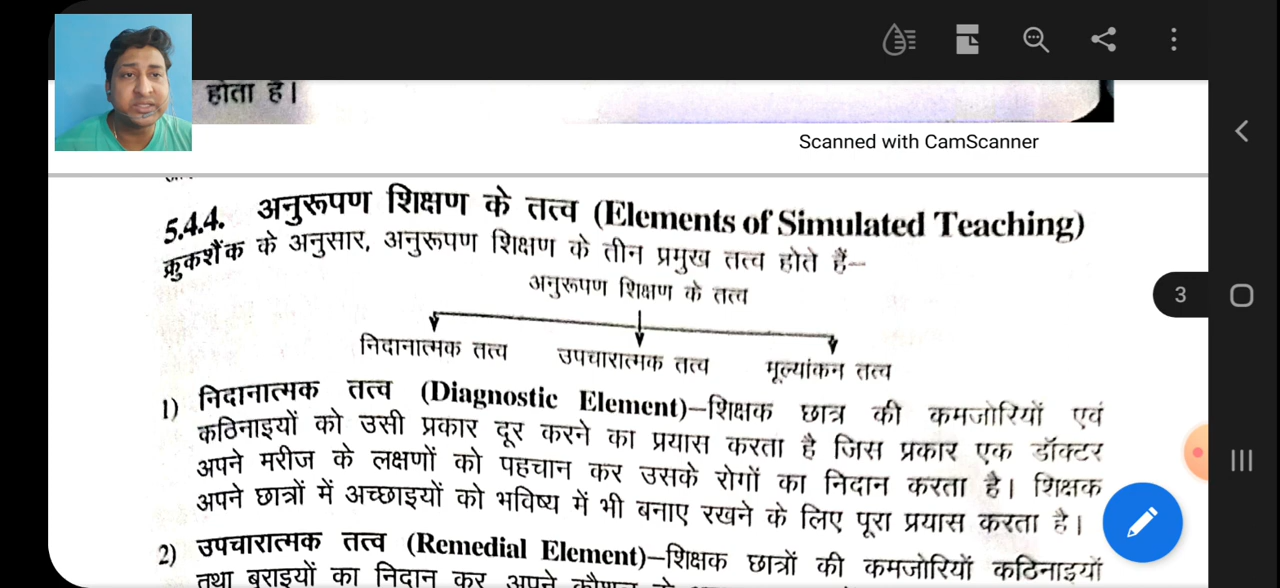 होता है।
Scanned with CamScanner
5.4.4. अनुरूपण शिक्षण के तत्व (Elements of Simulated Teaching)
क्रुकशैंक के अनुसार, अनुरूपण शिक्षण के तीन प्रमुख तत्व होते हैं–
अनुरूपण शिक्षण के तत्व
निदानात्मक तत्व उपचारात्मक तत्व मूल्यांकन तत्व
1) निदानात्मक तत्व (Diagnostic Element)–शिक्षक छात्र की कमजोरियों एवं
कठिनाइयों को उसी प्रकार दूर करने का प्रयास करता है जिस प्रकार एक डॉक्टर
अपने मरीज के लक्षणों को पहचान कर उसके रोगों का निदान करता है। शिक्षक
अपने छात्रों में अच्छाइयों को भविष्य में भी बनाए रखने के लिए पूरा प्रयास करता है।
2) उपचारात्मक तत्व (Remedial Element)–शिक्षक छात्रों की कमजोरियों कठिनाइयों
तथा बुराइयों का निदान कर अपने कौशल से
3